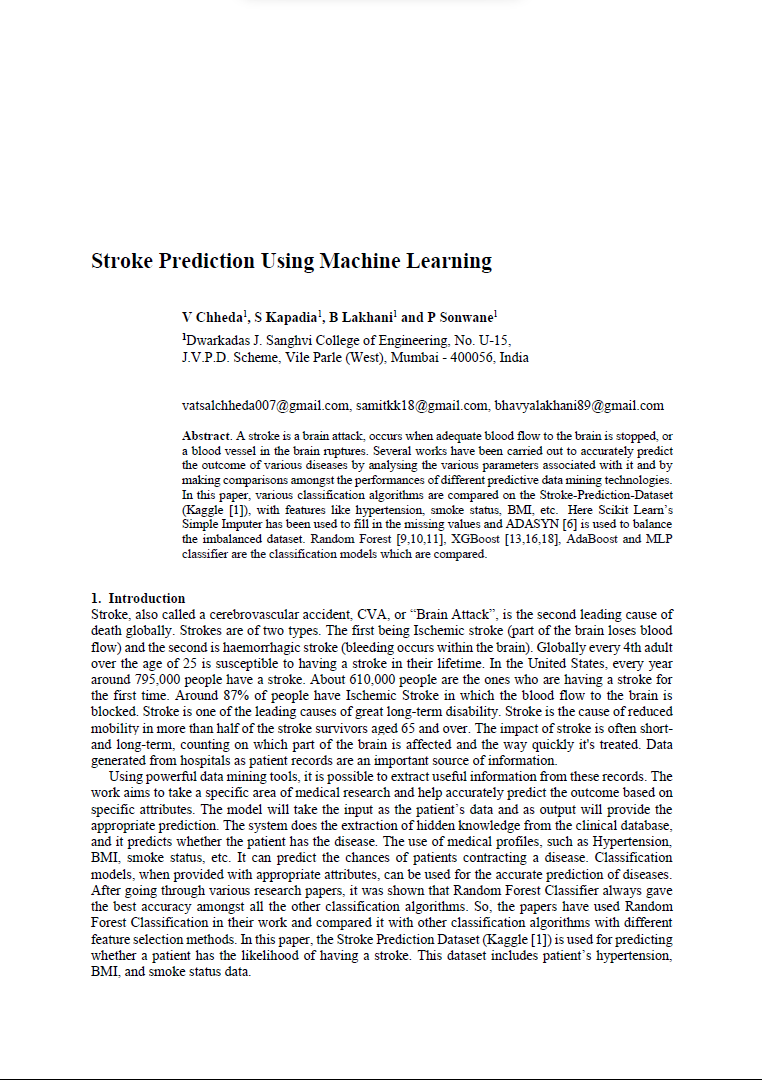 Stroke Prediction Using Machine Learning
V Chheda1, S Kapadia1, B Lakhani1 and P Sonwane1
1Dwarkadas J. Sanghvi College of Engineering, No. U-15,
J.V.P.D. Scheme, Vile Parle (West), Mumbai - 400056, India
vatsalchheda007@gmail.com, samitkk18@gmail.com, bhavyalakhani89@gmail.com
Abstract. A stroke is a brain attack, occurs when adequate blood flow to the brain is stopped, or
a blood vessel in the brain ruptures. Several works have been carried out to accurately predict
the outcome of various diseases by analysing the various parameters associated with it and by
making comparisons amongst the performances of different predictive data mining technologies.
In this paper, various classification algorithms are compared on the Stroke-Prediction-Dataset
(Kaggle [1]), with features like hypertension, smoke status, BMI, etc. Here Scikit Learn's
Simple Imputer has been used to fill in the missing values and ADASYN [6] is used to balance
the imbalanced dataset. Random Forest [9,10,11], XGBoost [13,16,18], AdaBoost and MLP
classifier are the classification models which are compared.
1. Introduction
Stroke, also called a cerebrovascular accident, CVA, or “Brain Attack”, is the second leading cause of
death globally. Strokes are of two types. The first being Ischemic stroke (part of the brain loses blood
flow) and the second is haemorrhagic stroke (bleeding occurs within the brain). Globally every 4th adult
over the age of 25 is susceptible to having a stroke in their lifetime. In the United States, every year
around 795,000 people have a stroke. About 610,000 people are the ones who are having a stroke for
the first time. Around 87% of people have Ischemic Stroke in which the blood flow to the brain is
blocked. Stroke is one of the leading causes of great long-term disability. Stroke is the cause of reduced
mobility in more than half of the stroke survivors aged 65 and over. The impact of stroke is often short-
and long-term, counting on which part of the brain is affected and the way quickly it's treated. Data
generated from hospitals as patient records are an important source of information.
Using powerful data mining tools, it is possible to extract useful information from these records. The
work aims to take a specific area of medical research and help accurately predict the outcome based on
specific attributes. The model will take the input as the patient's data and as output will provide the
appropriate prediction. The system does the extraction of hidden knowledge from the clinical database,
and it predicts whether the patient has the disease. The use of medical profiles, such as Hypertension,
BMI, smoke status, etc. It can predict the chances of patients contracting a disease. Classification
models, when provided with appropriate attributes, can be used for the accurate prediction of diseases.
After going through various research papers, it was shown that Random Forest Classifier always gave
the best accuracy amongst all the other classification algorithms. So, the papers have used Random
Forest Classification in their work and compared it with other classification algorithms with different
feature selection methods. In this paper, the Stroke Prediction Dataset (Kaggle [1]) is used for predicting
whether a patient has the likelihood of having a stroke. This dataset includes patient's hypertension,
BMI, and smoke status data.